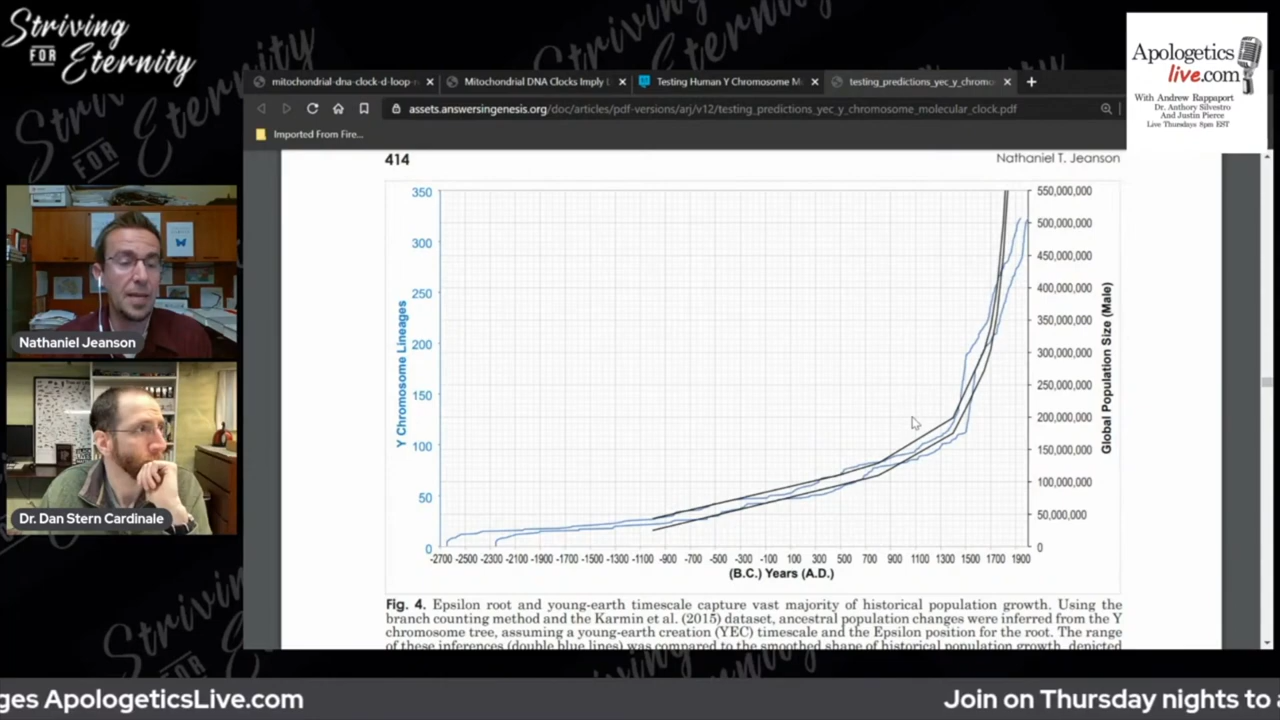 Striving
FOR
Eternity
mitochondrial-dna-clock-d-loop
Mitochondrial DNA Clocks Imply
Testing Human Y Chromosome M
testing_predictions_yec_y_chromo
assets.answersingenesis.org/doc/articles/pdf-versions/arj/v12/testing_predictions_yec_y_chromosome_molecular_clock.pdf
Imported From Fire...
Apologetics
live.com
With Andrew Rappaport
Dr. Anthory Silvestro
And Justin Pierce
Live Thursdays 8pm EST
414
Nathaniel T. Jeanson
350
300
250
200
150
100
50
0
Y Chromosome Lineages
550,000,000
500,000,000
450,000,000
400,000,000
350,000,000
300,000,000
250,000,000
200,000,000
150,000,000
100,000,000
50,000,000
0
Global Population Size (Male)
-2700 -2500 -2300 -2100 -1900 -1700 -1500 -1300 -1100 -900 -700 -500 -300 -100 100 300 500 700 900 1100 1300 1500 1700 1900
(B.C.) Years (A.D.)
Fig. 4. Epsilon root and young-earth timescale capture vast majority of historical population growth. Using the
branch counting method and the Karmin et al. (2015) dataset, ancestral population changes were inferred from the Y
chromosome tree, assuming a young-earth creation (YEC) timescale and the Epsilon position for the root. The range
of these inferences (double blue lines) was compared to the smoothed shape of historical population growth, depicted
Nathaniel Jeanson
Dr. Dan Stern Cardinale
ges ApologeticsLive.com
Join on Thursday nights to a